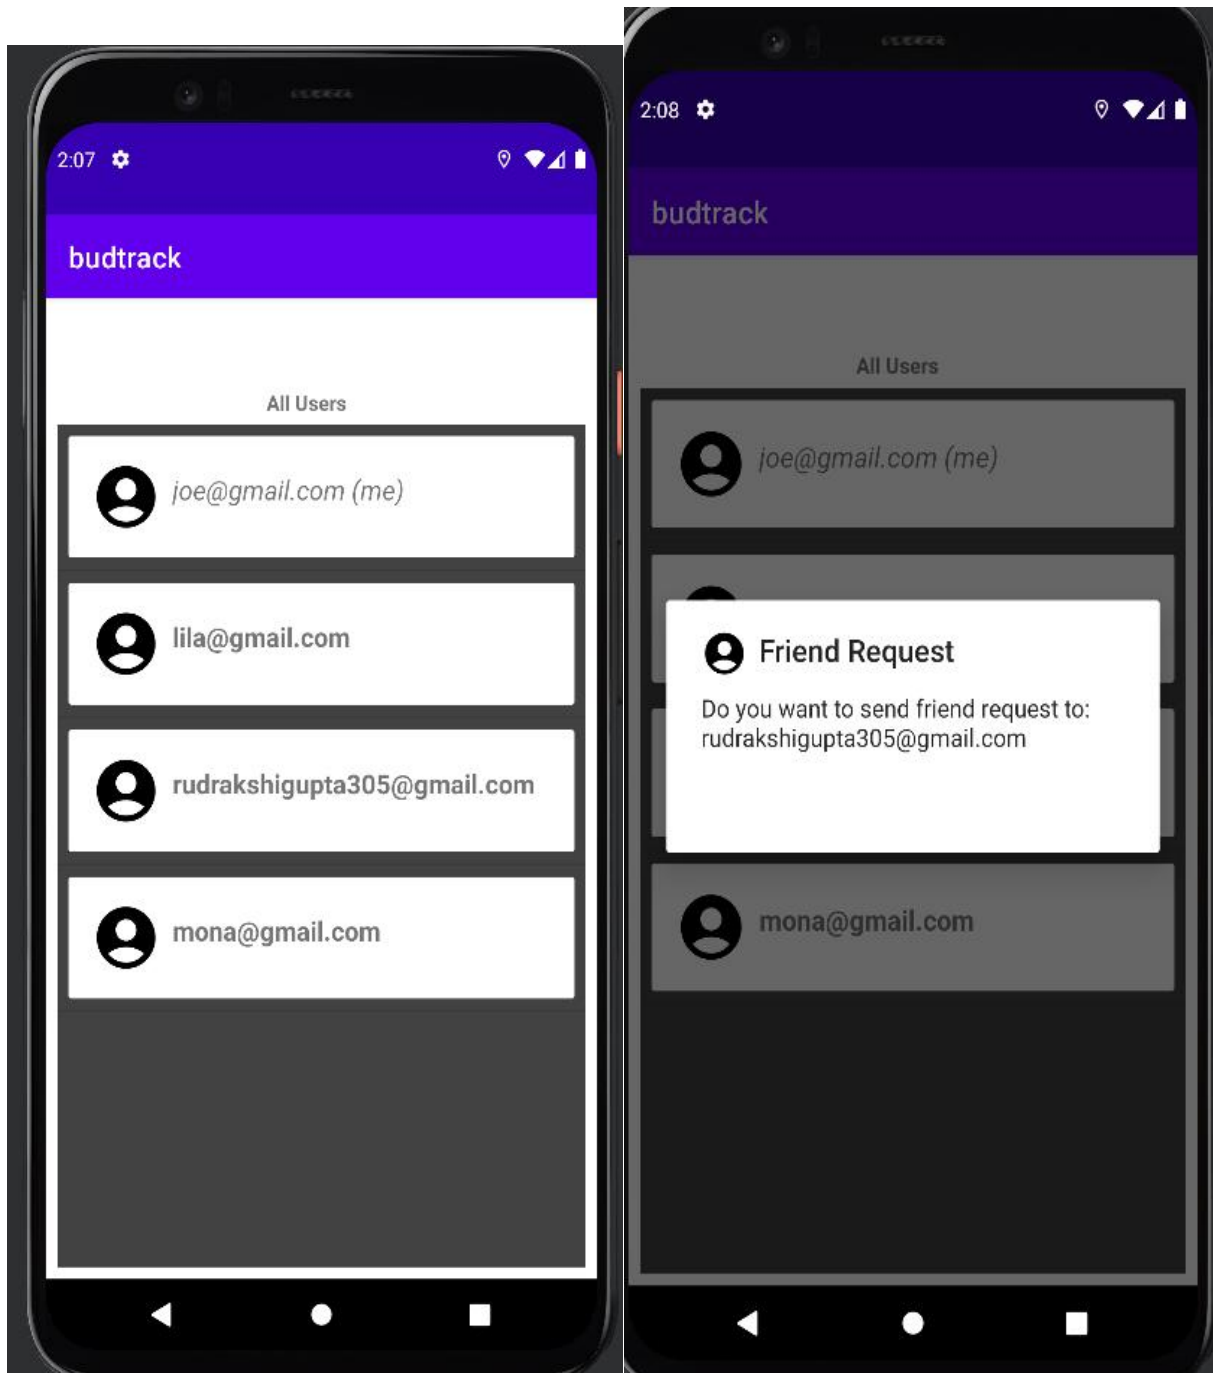 2:07
budtrack
All Users
joe@gmail.com (me)
lila@gmail.com
rudrakshigupta305@gmail.com
mona@gmail.com
2:08
budtrack
All Users
joe@gmail.com (me)
Friend Request
Do you want to send friend request to:
rudrakshigupta305@gmail.com
mona@gmail.com